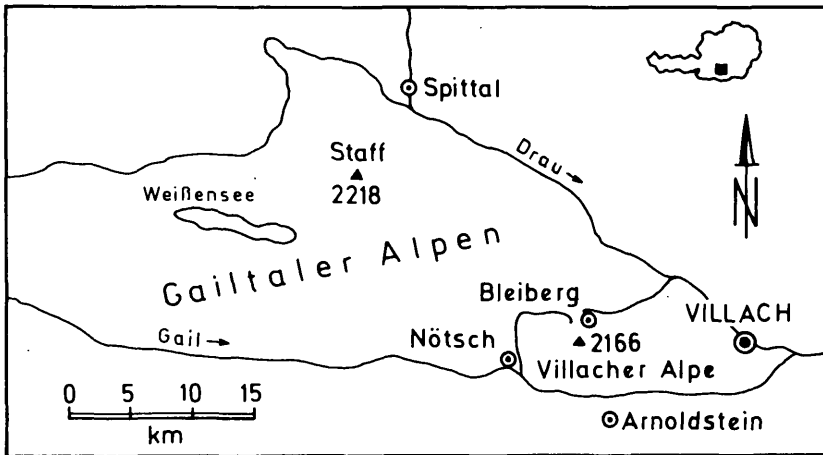 Spittal
Staff
2218
Drau →
N
Weißensee
Gailtaler Alpen
Bleiberg
VILLACH
Gail →
Nötsch
2166
Villacher Alpe
0 5 10 15
km
Arnoldstein